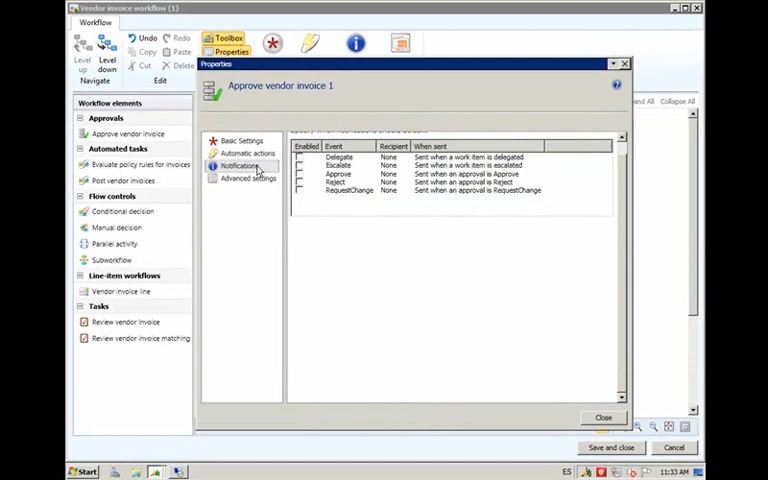 Vendor invoice workflow (1)
Workflow
Undo Redo
Copy Paste
Cut Delete
Level up
Level down
Navigate
Edit
Toolbox
Properties
Workflow elements
Approvals
Approve vendor invoice
Automated tasks
Evaluate policy rules for invoices
Post vendor invoices
Flow controls
Conditional decision
Manual decision
Parallel activity
Subworkflow
Line-item workflows
Vendor invoice line
Tasks
Review vendor invoice
Review vendor invoice matching
Properties
Approve vendor invoice 1
Basic Settings
Automatic actions
Notifications
Advanced settings
Enabled Event Recipient When sent
Delegate None Sent when a work item is delegated
Escalate None Sent when a work item is escalated
Approve None Sent when an approval is Approve
Reject None Sent when an approval is Reject
RequestChange None Sent when an approval is RequestChange
Close
Collapse All
Save and close
Cancel
Start
ES
11:33 AM